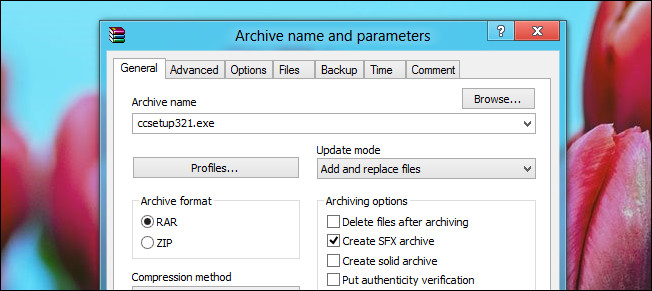 Archive name and parameters
? x
General Advanced Options Files Backup Time Comment
Archive name
Browse...
ccsetup321.exe
Update mode
Profiles...
Add and replace files
Archive format
Archiving options
RAR
Delete files after archiving
ZIP
Create SFX archive
Create solid archive
Compression method
Put authenticity verification